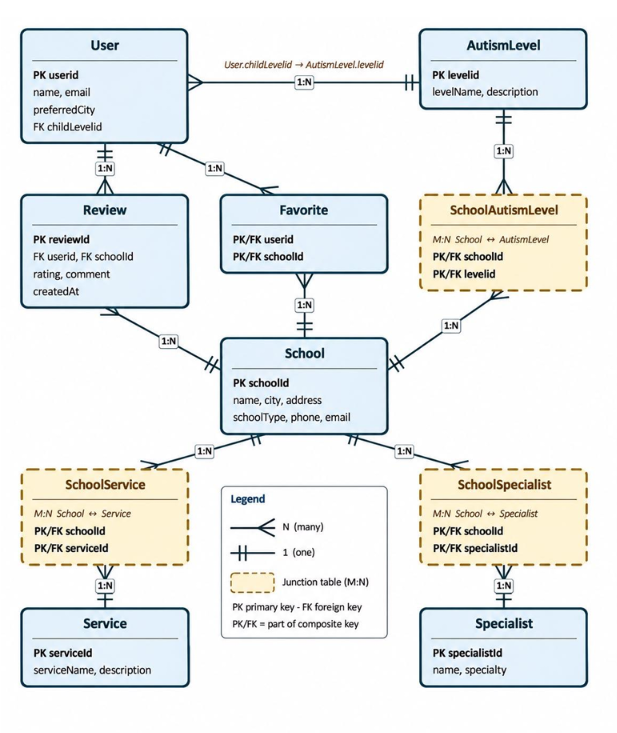 User
PK userid
name, email
preferredCity
FK childLevelid
User.childLevelid → AutismLevel.levelid
1:N
AutismLevel
PK levelid
levelName, description
1:N
1:N
1:N
Review
PK reviewId
FK userid, FK schoolId
rating, comment
createdAt
Favorite
PK/FK userid
PK/FK schoolId
SchoolAutismLevel
M:N School ↔ AutismLevel
PK/FK schoolId
PK/FK levelid
1:N
1:N
1:N
School
PK schoolId
name, city, address
schoolType, phone, email
1:N
1:N
SchoolService
M:N School ↔ Service
PK/FK schoolId
PK/FK serviceId
Legend
N (many)
1 (one)
Junction table (M:N)
PK primary key - FK foreign key
PK/FK = part of composite key
SchoolSpecialist
M:N School ↔ Specialist
PK/FK schoolId
PK/FK specialistId
1:N
1:N
Service
PK serviceId
serviceName, description
Specialist
PK specialistId
name, specialty